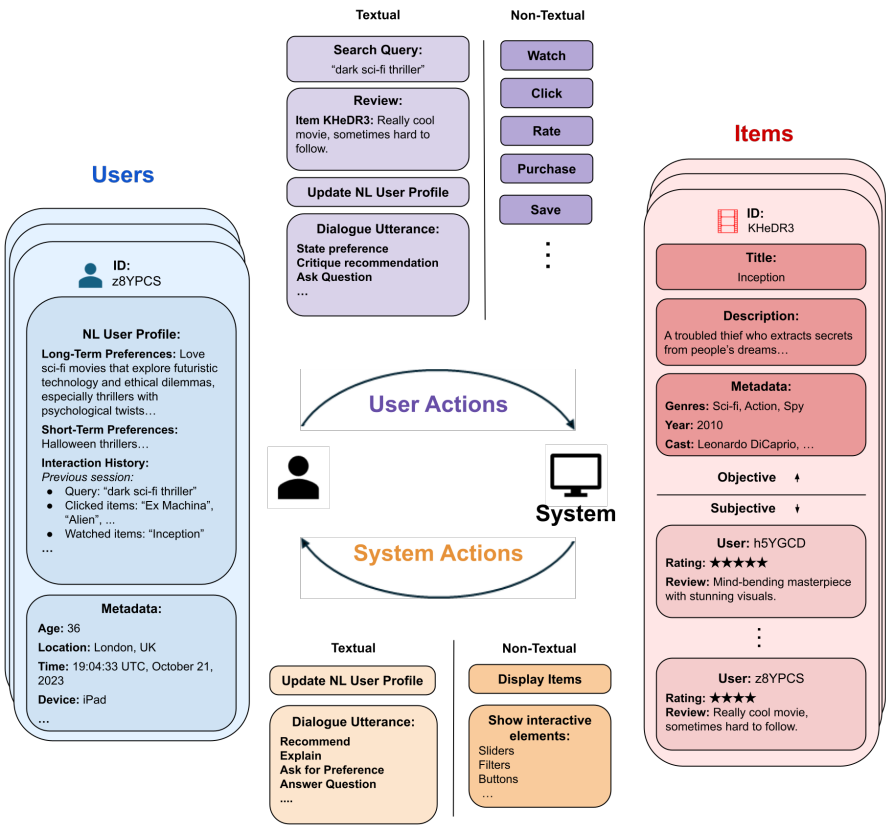 Users
ID:
z8YPCS
NL User Profile:
Long-Term Preferences: Love
sci-fi movies that explore futuristic
technology and ethical dilemmas,
especially thrillers with
psychological twists…
Short-Term Preferences:
Halloween thrillers…
Interaction History:
Previous session:
● Query: “dark sci-fi thriller”
● Clicked items: “Ex Machina”,
“Alien”, ...
● Watched items: “Inception”
…
Metadata:
Age: 36
Location: London, UK
Time: 19:04:33 UTC, October 21,
2023
Device: iPad
…
Textual
Search Query:
“dark sci-fi thriller”
Review:
Item KHeDR3: Really cool
movie, sometimes hard to
follow.
Update NL User Profile
Dialogue Utterance:
State preference
Critique recommendation
Ask Question
…
Non-Textual
Watch
Click
Rate
Purchase
Save
User Actions
System
System Actions
Textual
Update NL User Profile
Dialogue Utterance:
Recommend
Explain
Ask for Preference
Answer Question
....
Non-Textual
Display Items
Show interactive
elements:
Sliders
Filters
Buttons
…
Items
ID:
KHeDR3
Title:
Inception
Description:
A troubled thief who extracts secrets
from people’s dreams…
Metadata:
Genres: Sci-fi, Action, Spy
Year: 2010
Cast: Leonardo DiCaprio, …
Objective
Subjective
User: h5YGCD
Rating: ★★★★★
Review: Mind-bending masterpiece
with stunning visuals.
User: z8YPCS
Rating: ★★★★
Review: Really cool movie,
sometimes hard to follow.